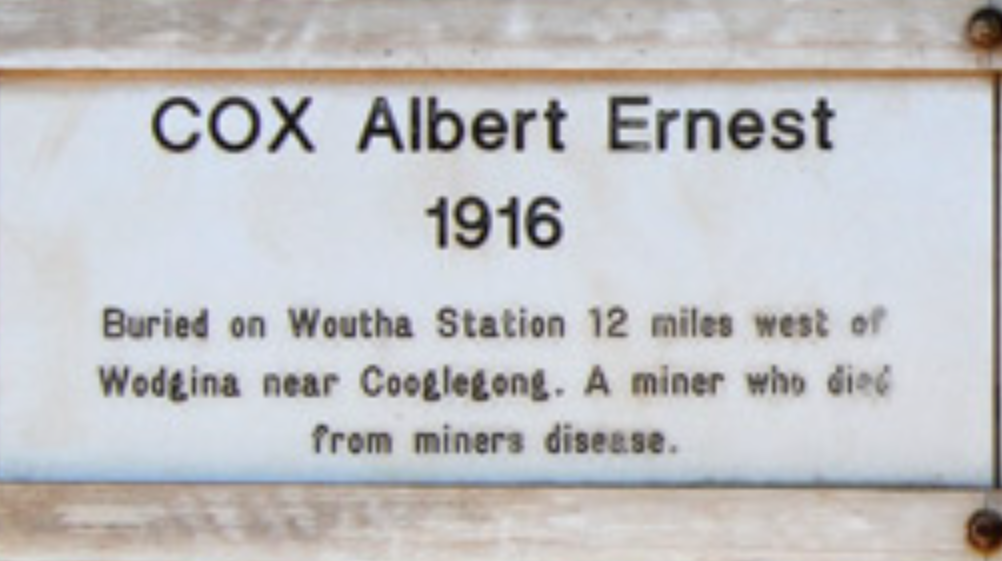 COX Albert Ernest
1916
Buried on Woutha Station 12 miles west of
Wodgina near Cooglegong. A miner who died
from miners disease.